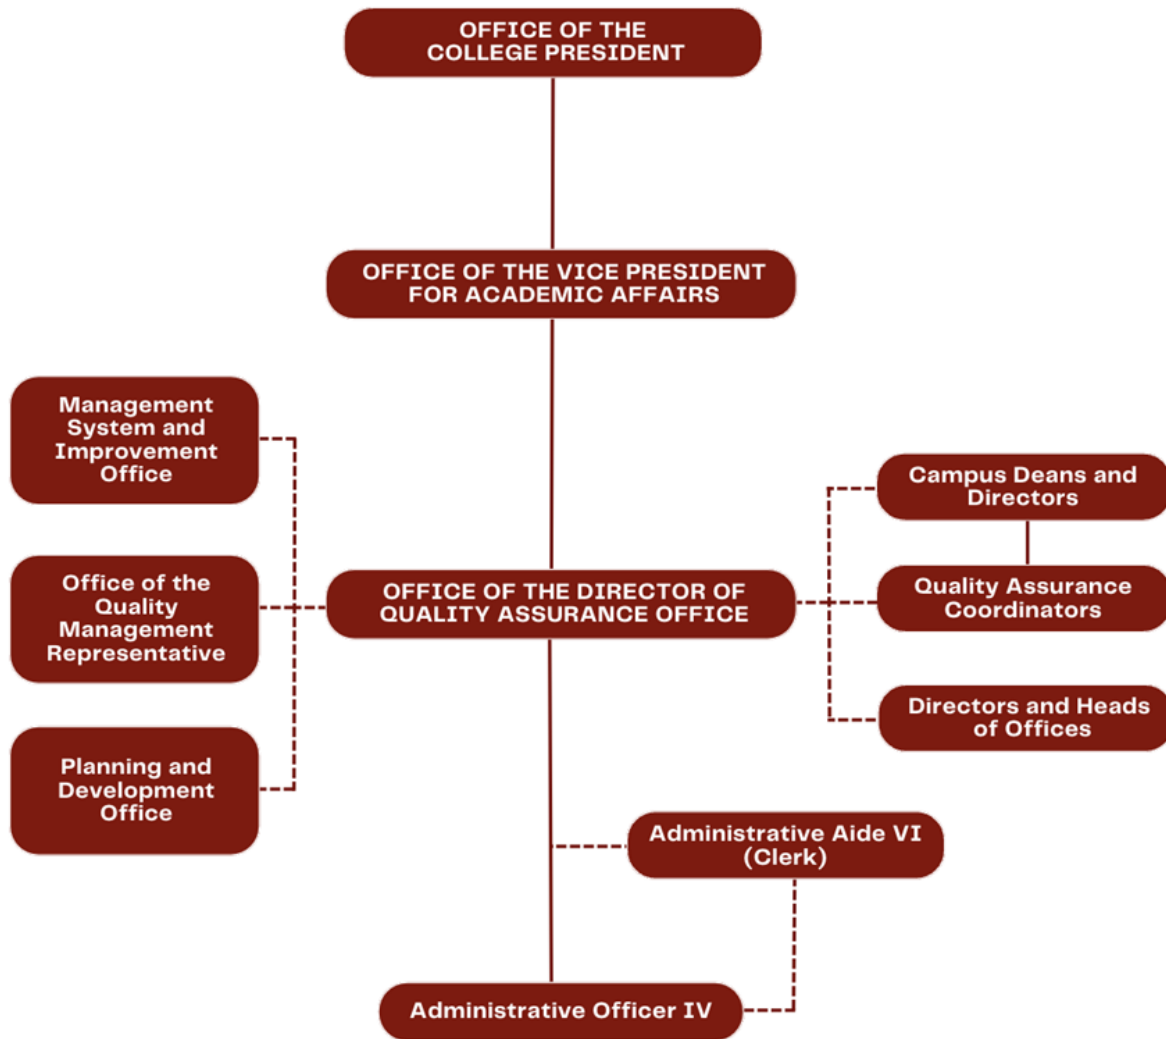 OFFICE OF THE
COLLEGE PRESIDENT
OFFICE OF THE VICE PRESIDENT
FOR ACADEMIC AFFAIRS
Management
System and
Improvement
Office
Office of the
Quality
Management
Representative
Planning and
Development
Office
OFFICE OF THE DIRECTOR OF
QUALITY ASSURANCE OFFICE
Campus Deans and
Directors
Quality Assurance
Coordinators
Directors and Heads
of Offices
Administrative Aide VI
(Clerk)
Administrative Officer IV